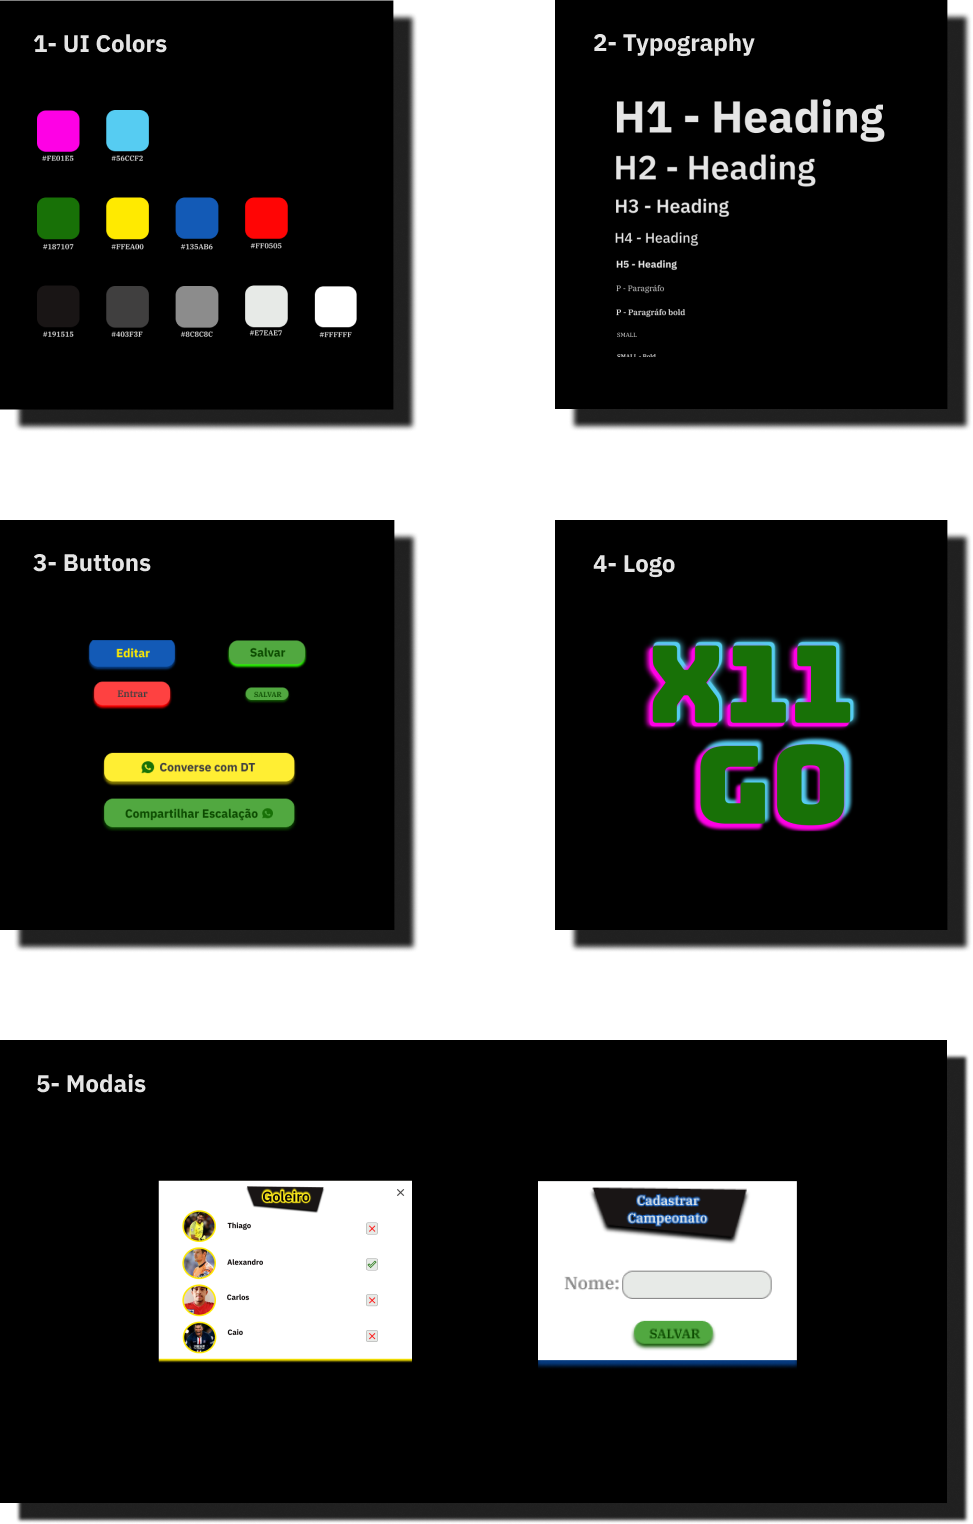 1- UI Colors
#FE01E5
#56CCF2
#187107
#FFEA00
#135AB6
#FF0505
#191515
#403F3F
#8C8C8C
#E7EAE7
#FFFFFF
2- Typography
H1 - Heading
H2 - Heading
H3 - Heading
H4 - Heading
H5 - Heading
P - Paragráfo
P - Paragráfo bold
SMALL
SMALL - Bold
3- Buttons
Editar
Salvar
Entrar
SALVAR
Converse com DT
Compartilhar Escalação
4- Logo
X11
GO
5- Modais
Goleiro
Thiago
Alexandro
Carlos
Caio
Cadastrar
Campeonato
Nome:
SALVAR